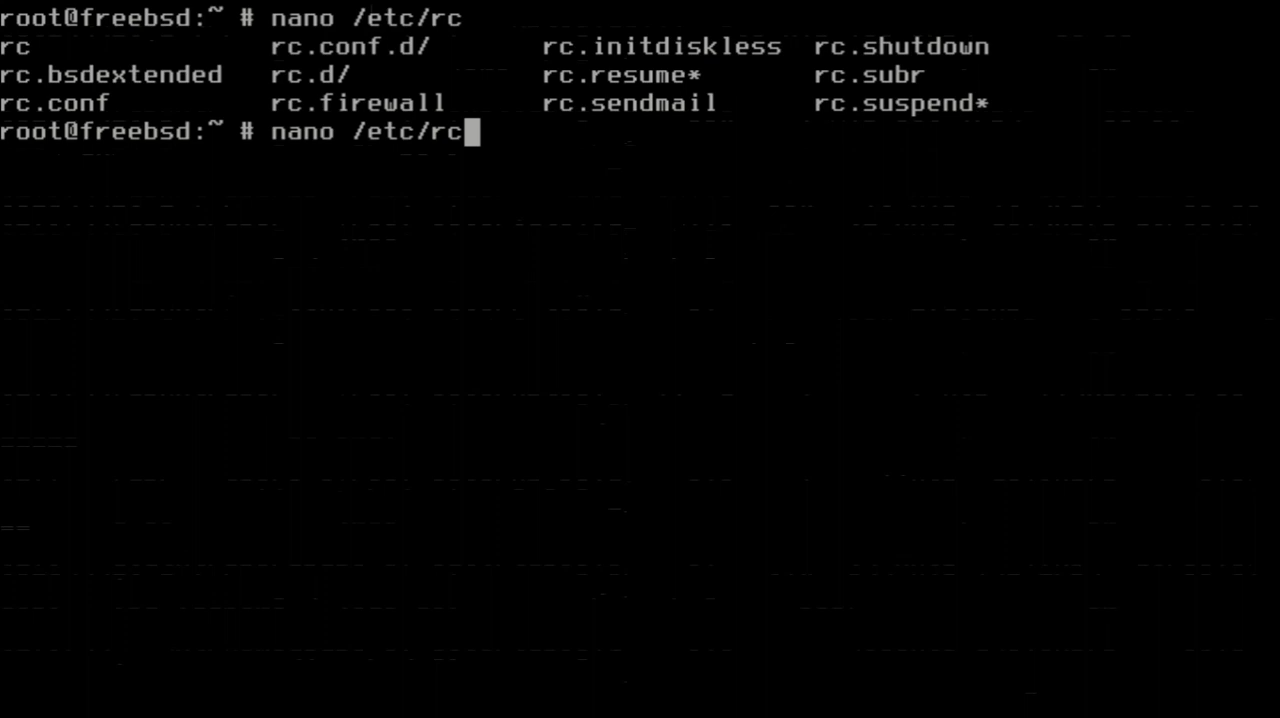 root@freebsd:~ # nano /etc/rc
rc rc.conf.d/ rc.initdiskless rc.shutdown
rc.bsdextended rc.d/ rc.resume* rc.subr
rc.conf rc.firewall rc.sendmail rc.suspend*
root@freebsd:~ # nano /etc/rc